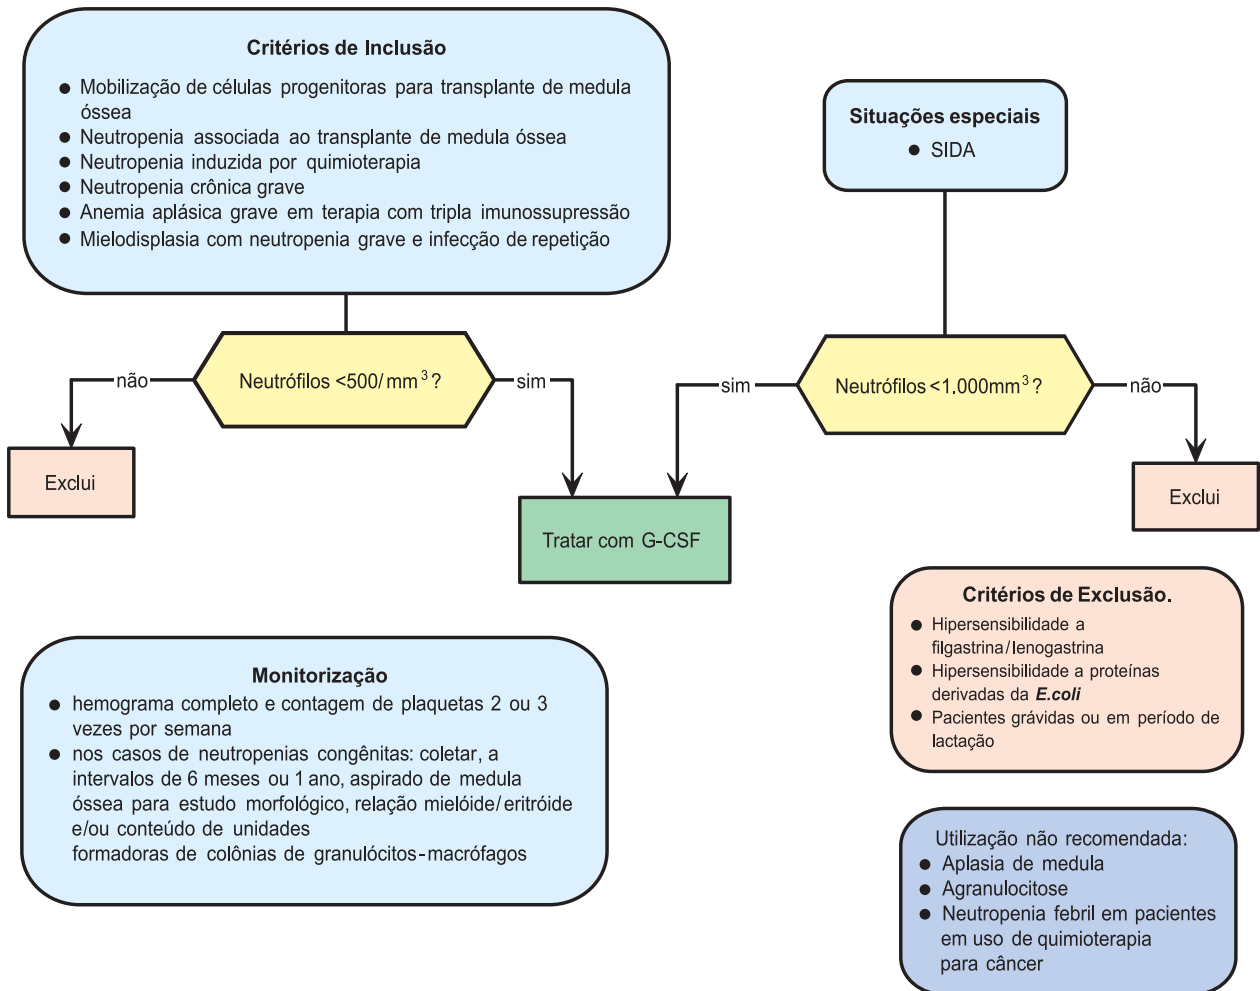 Critérios de Inclusão
● Mobilização de células progenitoras para transplante de medula
óssea
● Neutropenia associada ao transplante de medula óssea
● Neutropenia induzida por quimioterapia
● Neutropenia crônica grave
● Anemia aplásica grave em terapia com tripla imunossupressão
● Mielodisplasia com neutropenia grave e infecção de repetição
Situações especiais
● SIDA
não
Neutrófilos <500/mm³?
sim
sim
Neutrófilos <1.000mm³?
não
Exclui
Tratar com G-CSF
Exclui
Critérios de Exclusão.
● Hipersensibilidade a
filgastrina/lenogastrina
● Hipersensibilidade a proteínas
derivadas da E.coli
● Pacientes grávidas ou em período de
lactação
Monitorização
● hemograma completo e contagem de plaquetas 2 ou 3
vezes por semana
● nos casos de neutropenias congênitas: coletar, a
intervalos de 6 meses ou 1 ano, aspirado de medula
óssea para estudo morfológico, relação mielóide/eritróide
e/ou conteúdo de unidades
formadoras de colônias de granulócitos-macrófagos
Utilização não recomendada:
● Aplasia de medula
● Agranulocitose
● Neutropenia febril em pacientes
em uso de quimioterapia
para câncer